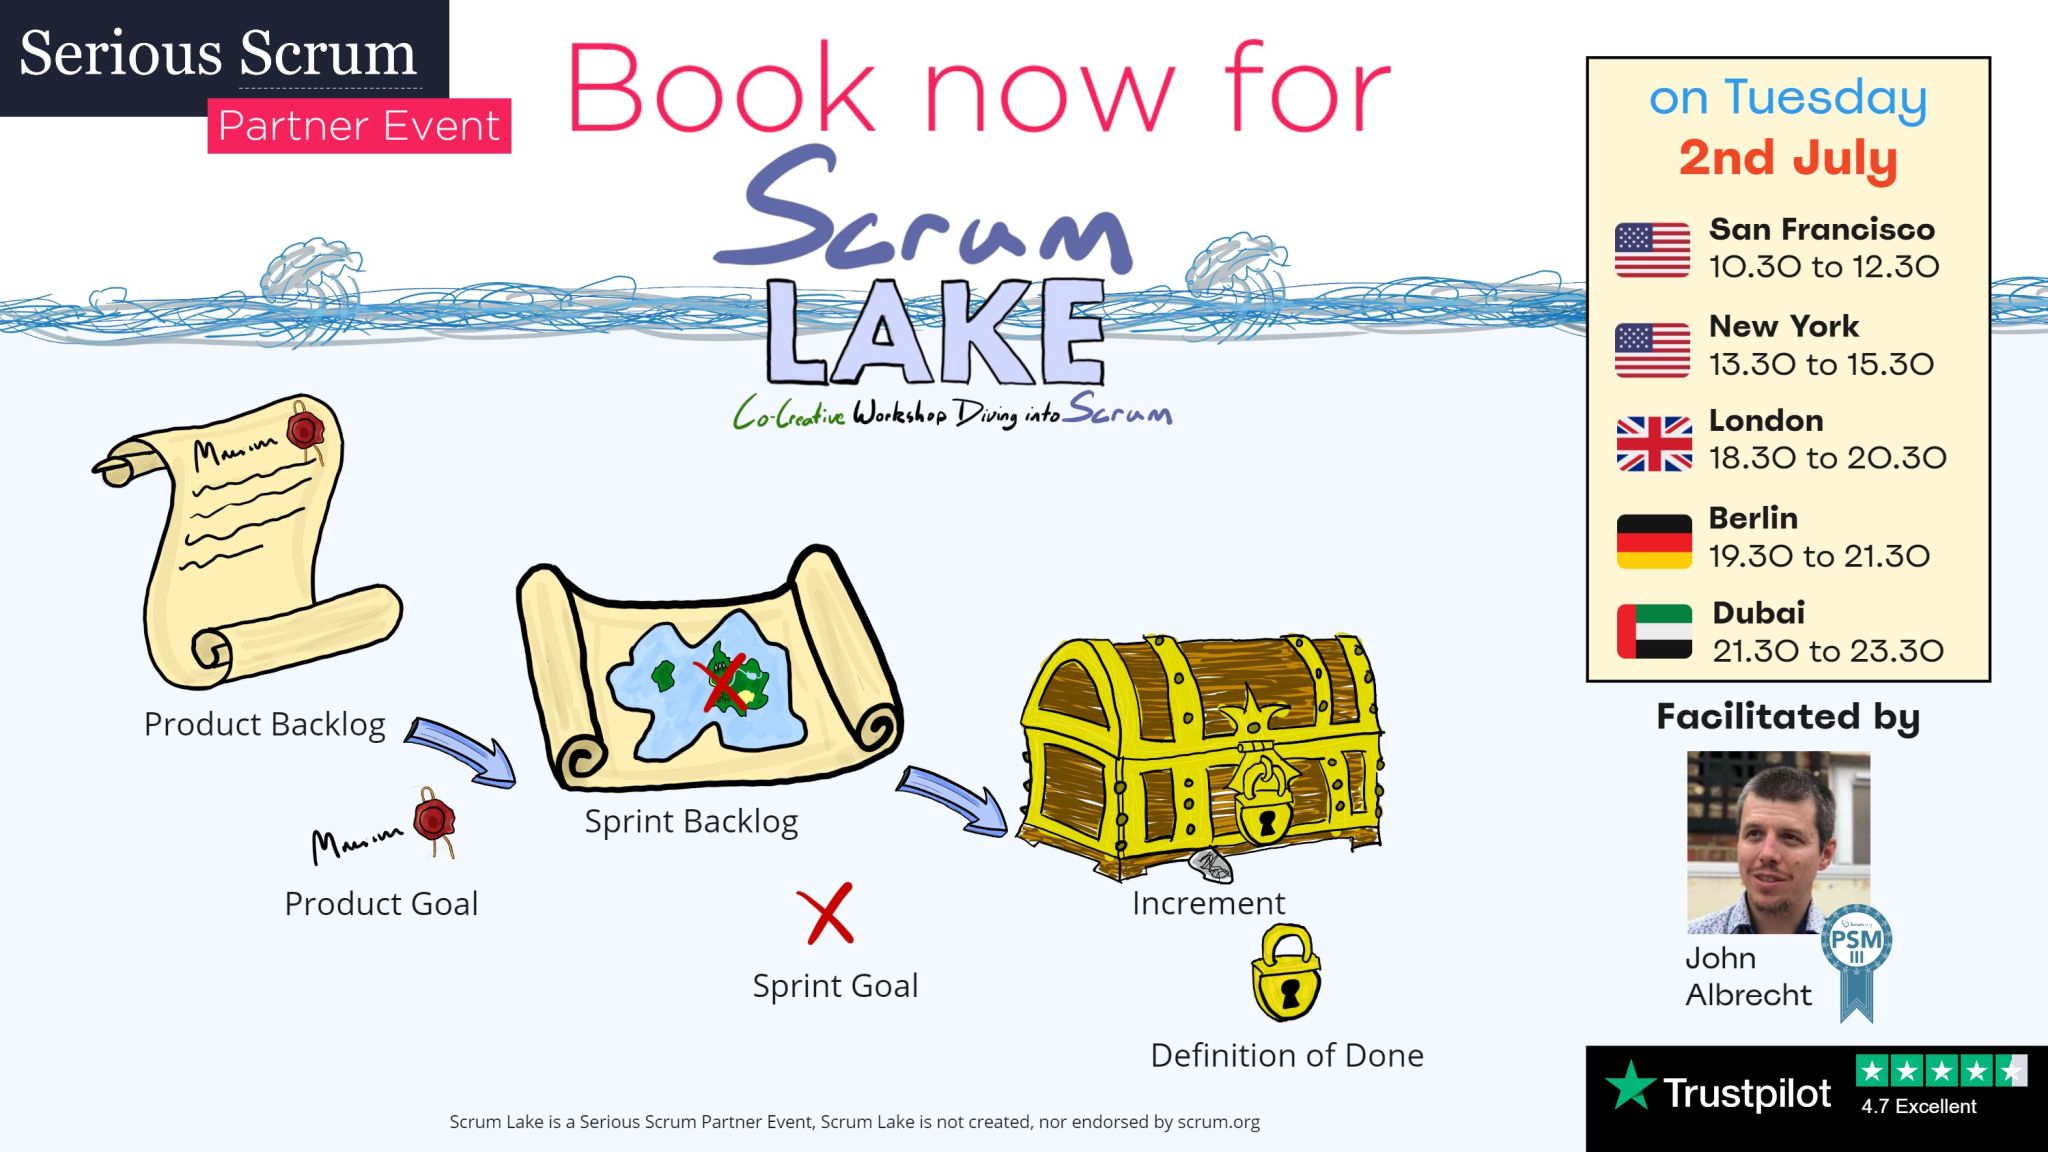 Serious Scrum
Partner Event
Book now for
Scrum
LAKE
Co-Creative Workshop Diving into Scrum
on Tuesday
2nd July
San Francisco
10.30 to 12.30
New York
13.30 to 15.30
London
18.30 to 20.30
Berlin
19.30 to 21.30
Dubai
21.30 to 23.30
Product Backlog
Product Goal
Sprint Backlog
Sprint Goal
Increment
Definition of Done
Facilitated by
John
Albrecht
Scrum.org
PSM
III
Trustpilot
4.7 Excellent
Scrum Lake is a Serious Scrum Partner Event, Scrum Lake is not created, nor endorsed by scrum.org